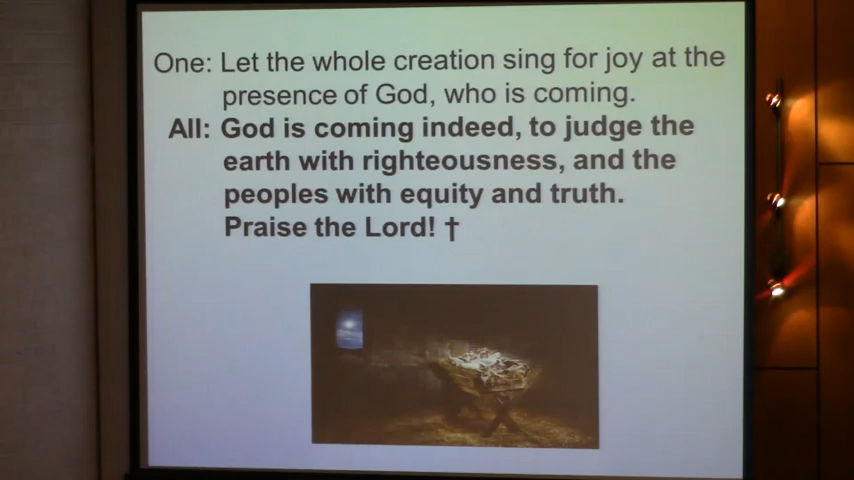 One: Let the whole creation sing for joy at the
presence of God, who is coming.
All: God is coming indeed, to judge the
earth with righteousness, and the
peoples with equity and truth.
Praise the Lord! †